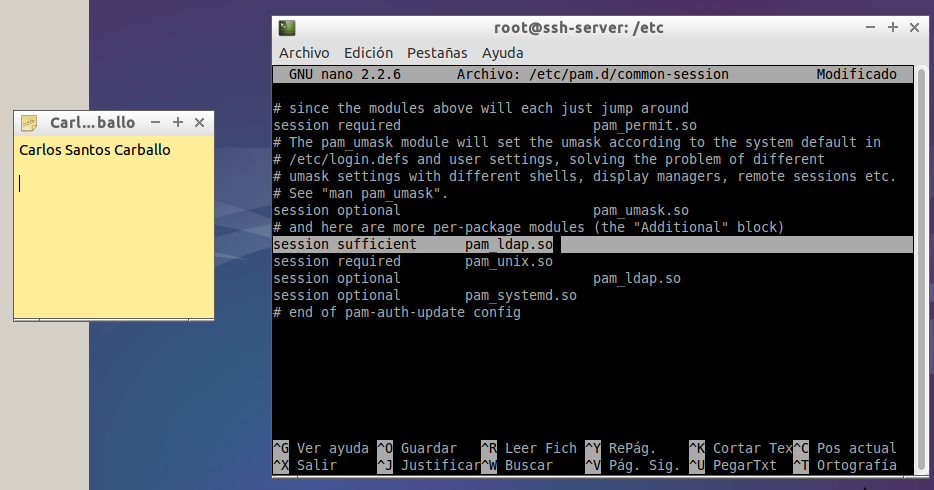 Carl...ballo
Carlos Santos Carballo
root@ssh-server: /etc
Archivo Edición Pestañas Ayuda
GNU nano 2.2.6 Archivo: /etc/pam.d/common-session Modificado
# since the modules above will each just jump around
session required pam_permit.so
# The pam_umask module will set the umask according to the system default in
# /etc/login.defs and user settings, solving the problem of different
# umask settings with different shells, display managers, remote sessions etc.
# See "man pam_umask".
session optional pam_umask.so
# and here are more per-package modules (the "Additional" block)
session sufficient pam_ldap.so
session required pam_unix.so
session optional pam_ldap.so
session optional pam_systemd.so
# end of pam-auth-update config
^G Ver ayuda ^O Guardar ^R Leer Fich ^Y RePág. ^K Cortar Tex ^C Pos actual
^X Salir ^J Justificar ^W Buscar ^V Pág. Sig. ^U PegarTxt ^T Ortografía